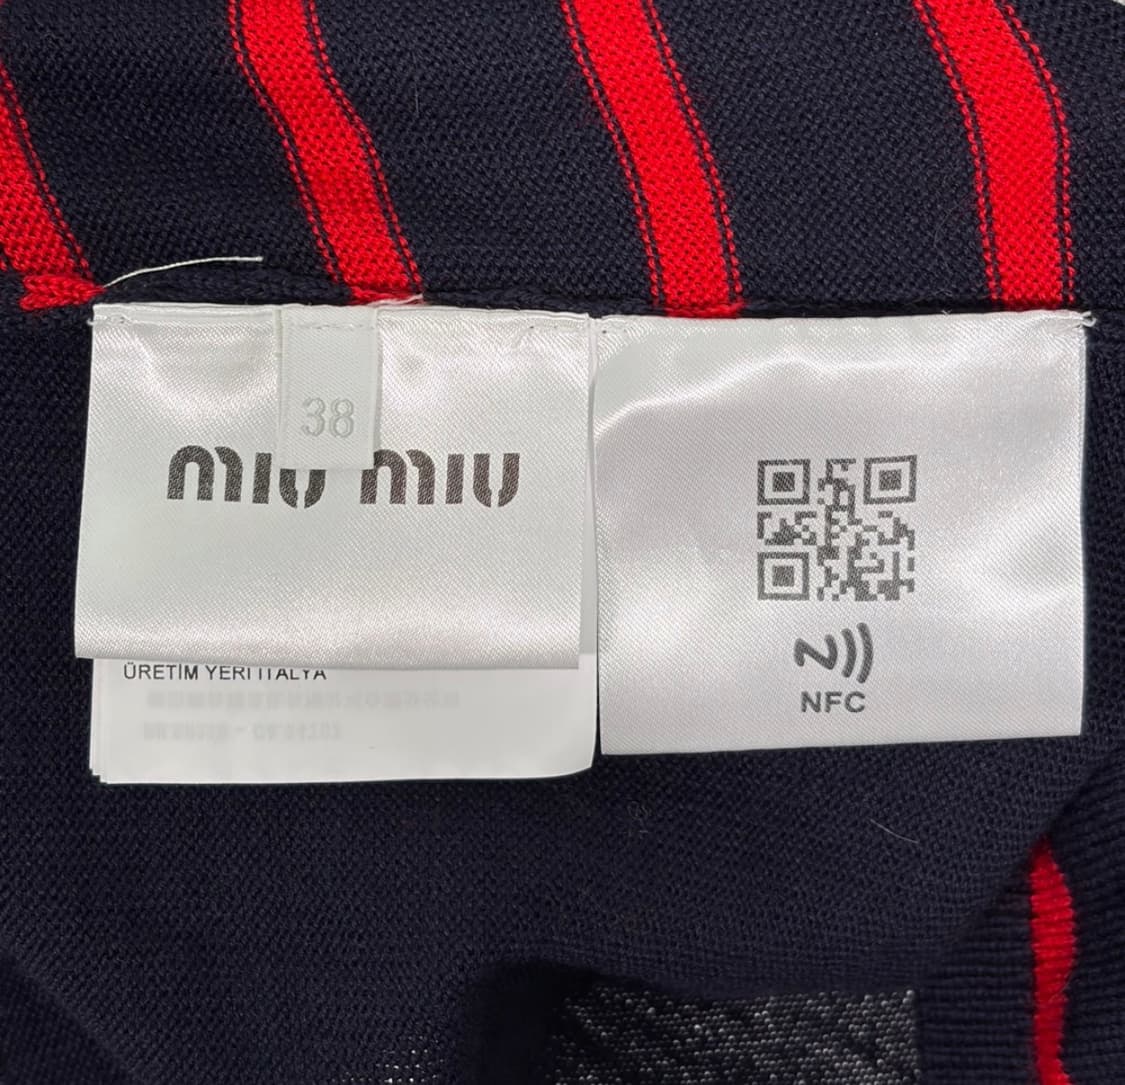 38
miu miu
ÜRETİM YERİ İTALYA
NFC